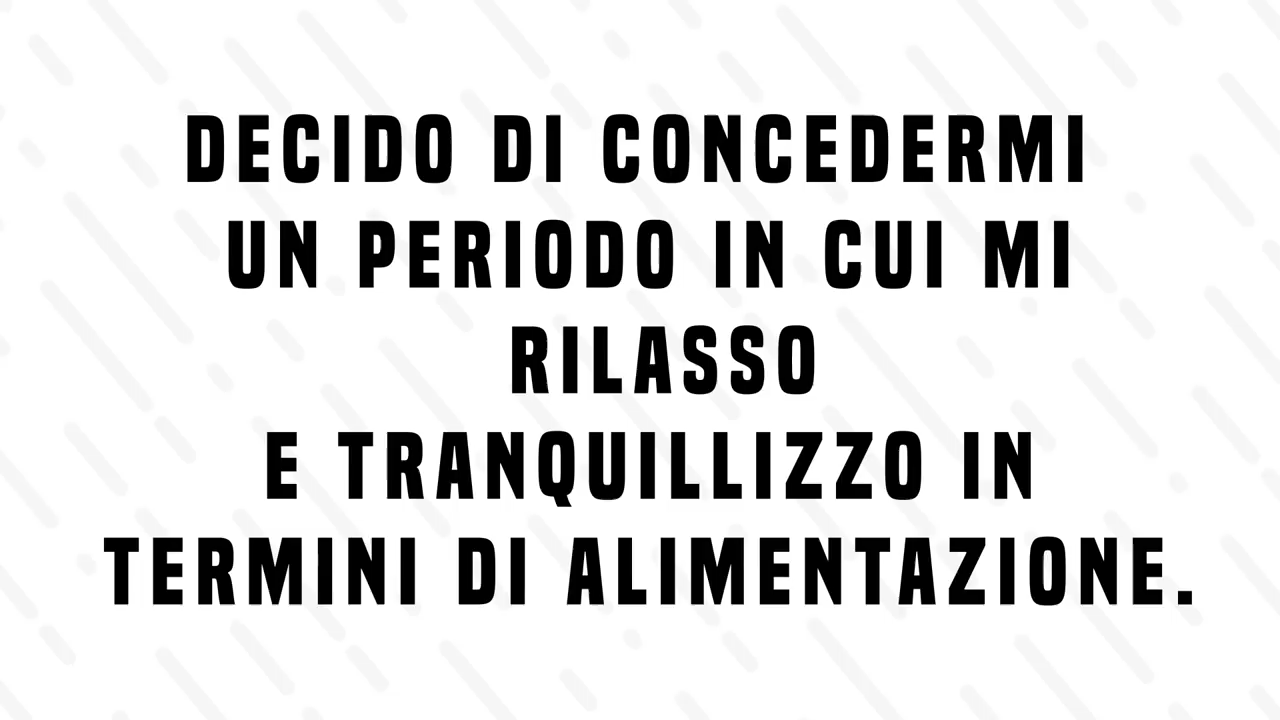 DECIDO DI CONCEDERMI
UN PERIODO IN CUI MI
RILASSO
E TRANQUILLIZZO IN
TERMINI DI ALIMENTAZIONE.